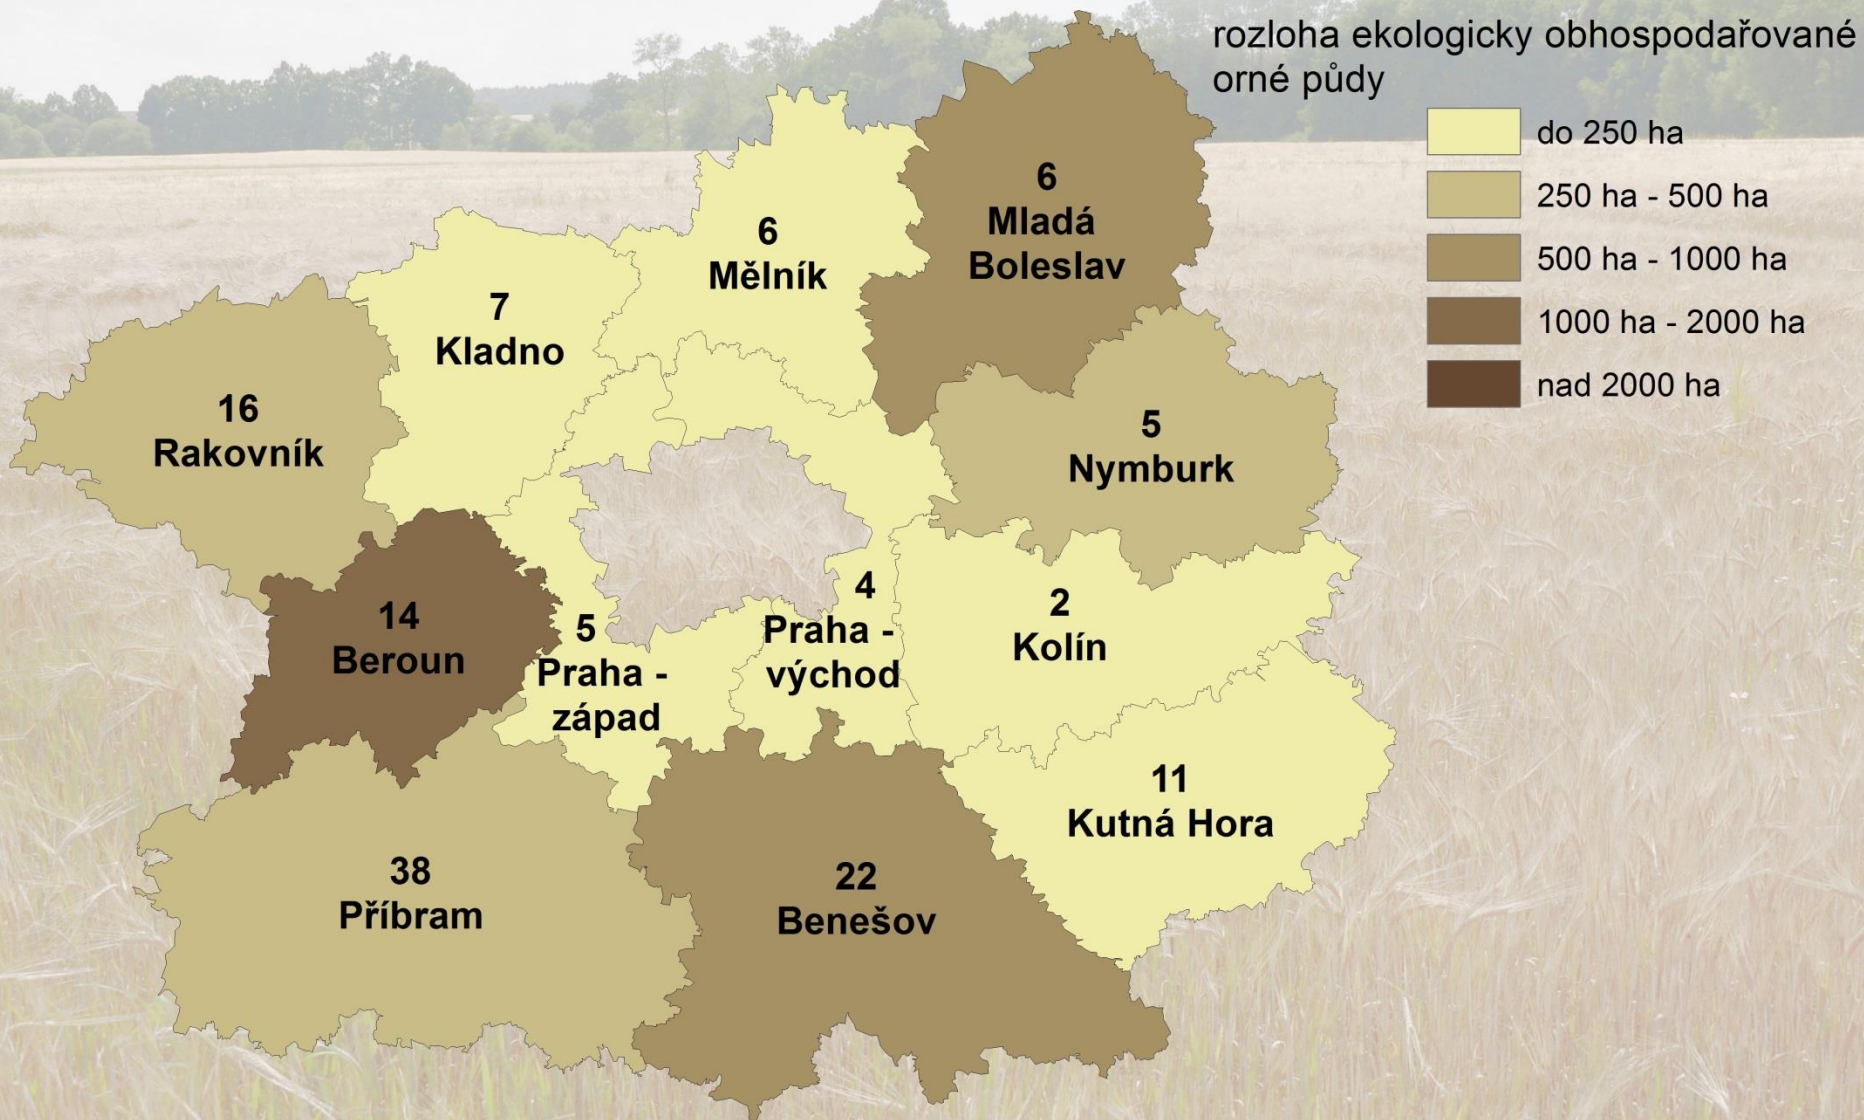 rozloha ekologicky obhospodařované
orné půdy
do 250 ha
250 ha - 500 ha
500 ha - 1000 ha
1000 ha - 2000 ha
nad 2000 ha
6
Mladá
Boleslav
6
Mělník
7
Kladno
16
Rakovník
5
Nymburk
14
Beroun
5
Praha -
západ
4
Praha -
východ
2
Kolín
11
Kutná Hora
38
Příbram
22
Benešov